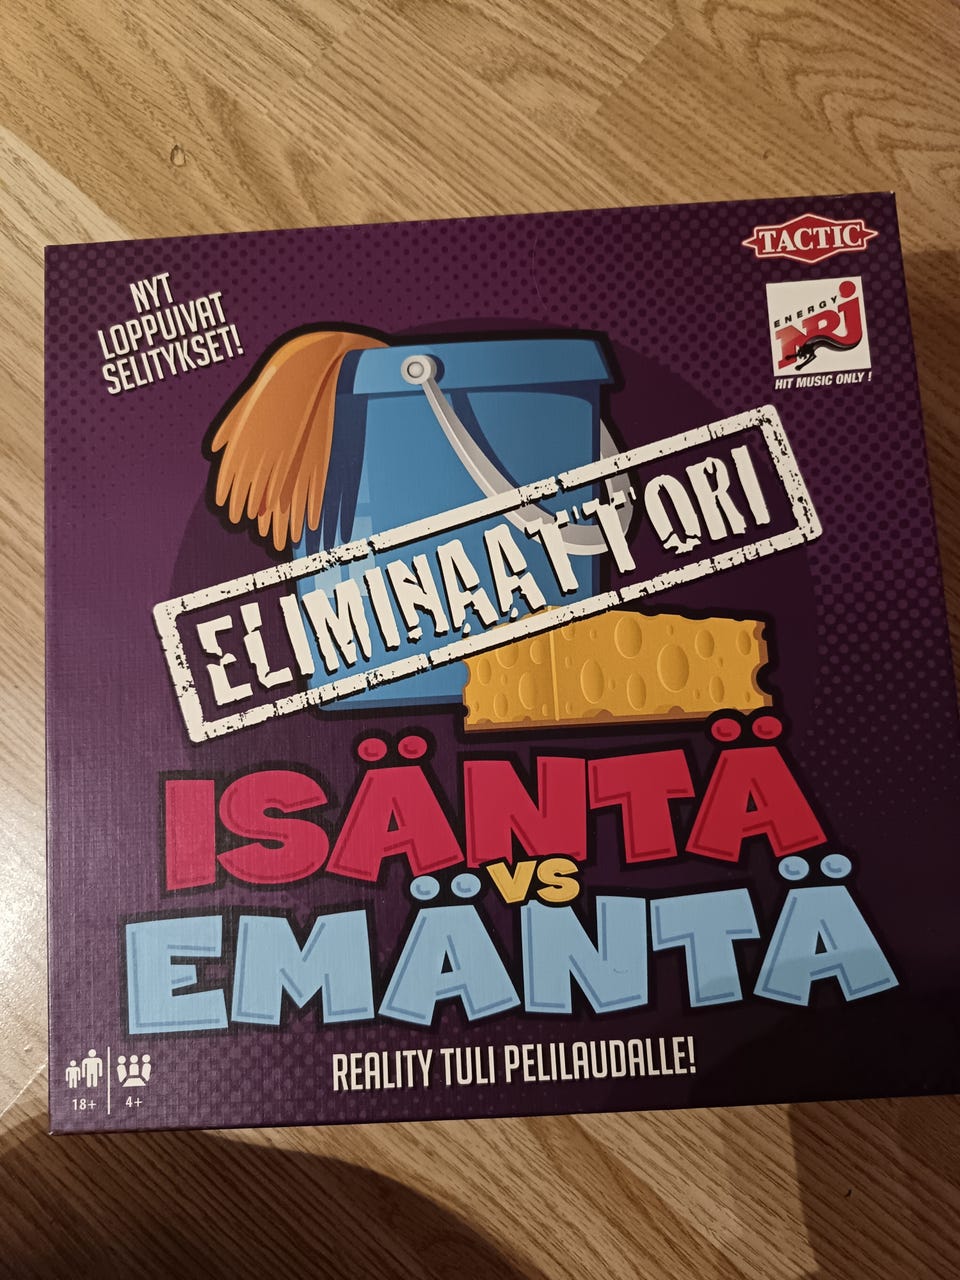 NYT
LOPPUIVAT
SELITYKSET!
TACTIC
ENERGY
NRJ
HIT MUSIC ONLY !
ELIMINAATTORI
ISÄNTÄ
VS
EMÄNTÄ
REALITY TULI PELILAUDALLE!
18+
4+